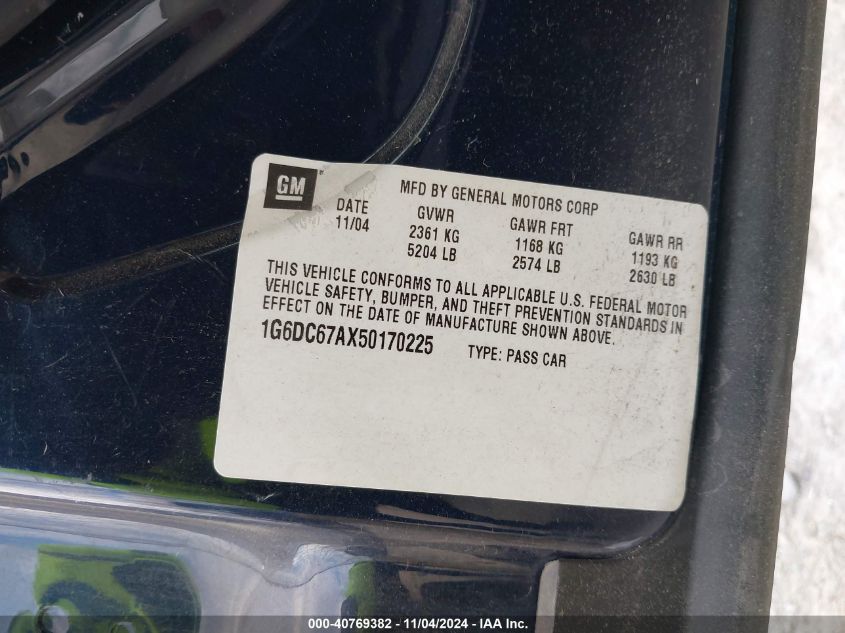 GM
MFD BY GENERAL MOTORS CORP
DATE GVWR GAWR FRT GAWR RR
11/04 2361 KG 1168 KG 1193 KG
5204 LB 2574 LB 2630 LB
THIS VEHICLE CONFORMS TO ALL APPLICABLE U.S. FEDERAL MOTOR
VEHICLE SAFETY, BUMPER, AND THEFT PREVENTION STANDARDS IN
EFFECT ON THE DATE OF MANUFACTURE SHOWN ABOVE.
1G6DC67AX50170225 TYPE: PASS CAR
000-40769382 - 11/04/2024 - IAA Inc.